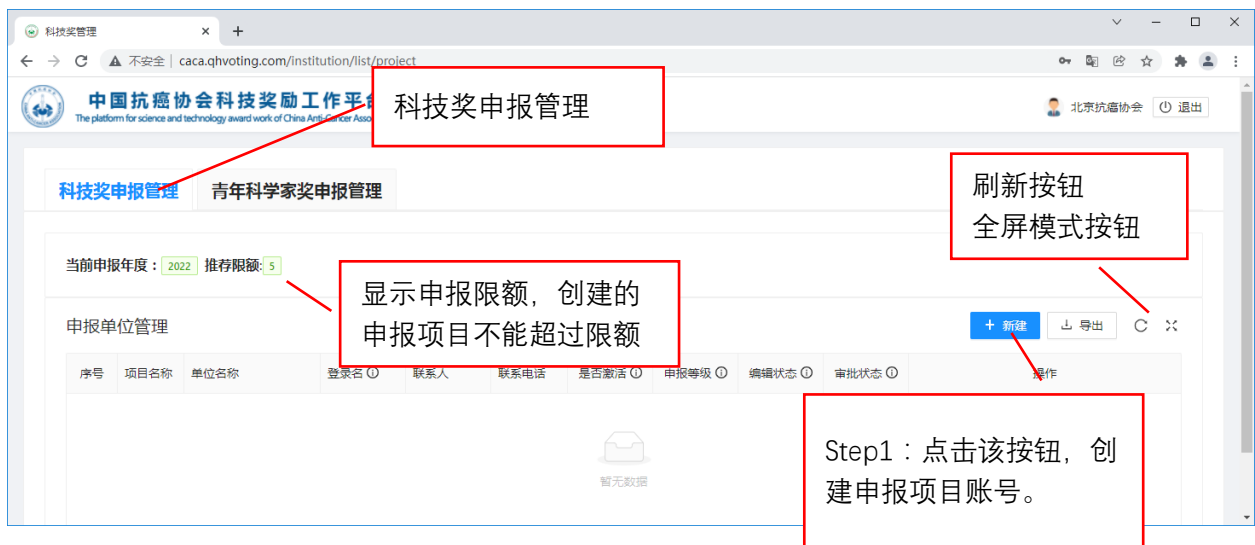 科技奖管理
不安全 | caca.qhvoting.com/institution/list/project
中国抗癌协会科技奖励工作平台
The platform for science and technology award work of China Anti-Cancer Asso
北京抗癌协会 退出
科技奖申报管理
科技奖申报管理 青年科学家奖申报管理
刷新按钮
全屏模式按钮
当前申报年度： 2022 推荐限额: 5
显示申报限额，创建的
申报项目不能超过限额
申报单位管理
+ 新建 导出
序号 项目名称 单位名称 登录名 联系人 联系电话 是否激活 申报等级 编辑状态 审批状态 操作
暂无数据
Step1：点击该按钮，创
建申报项目账号。